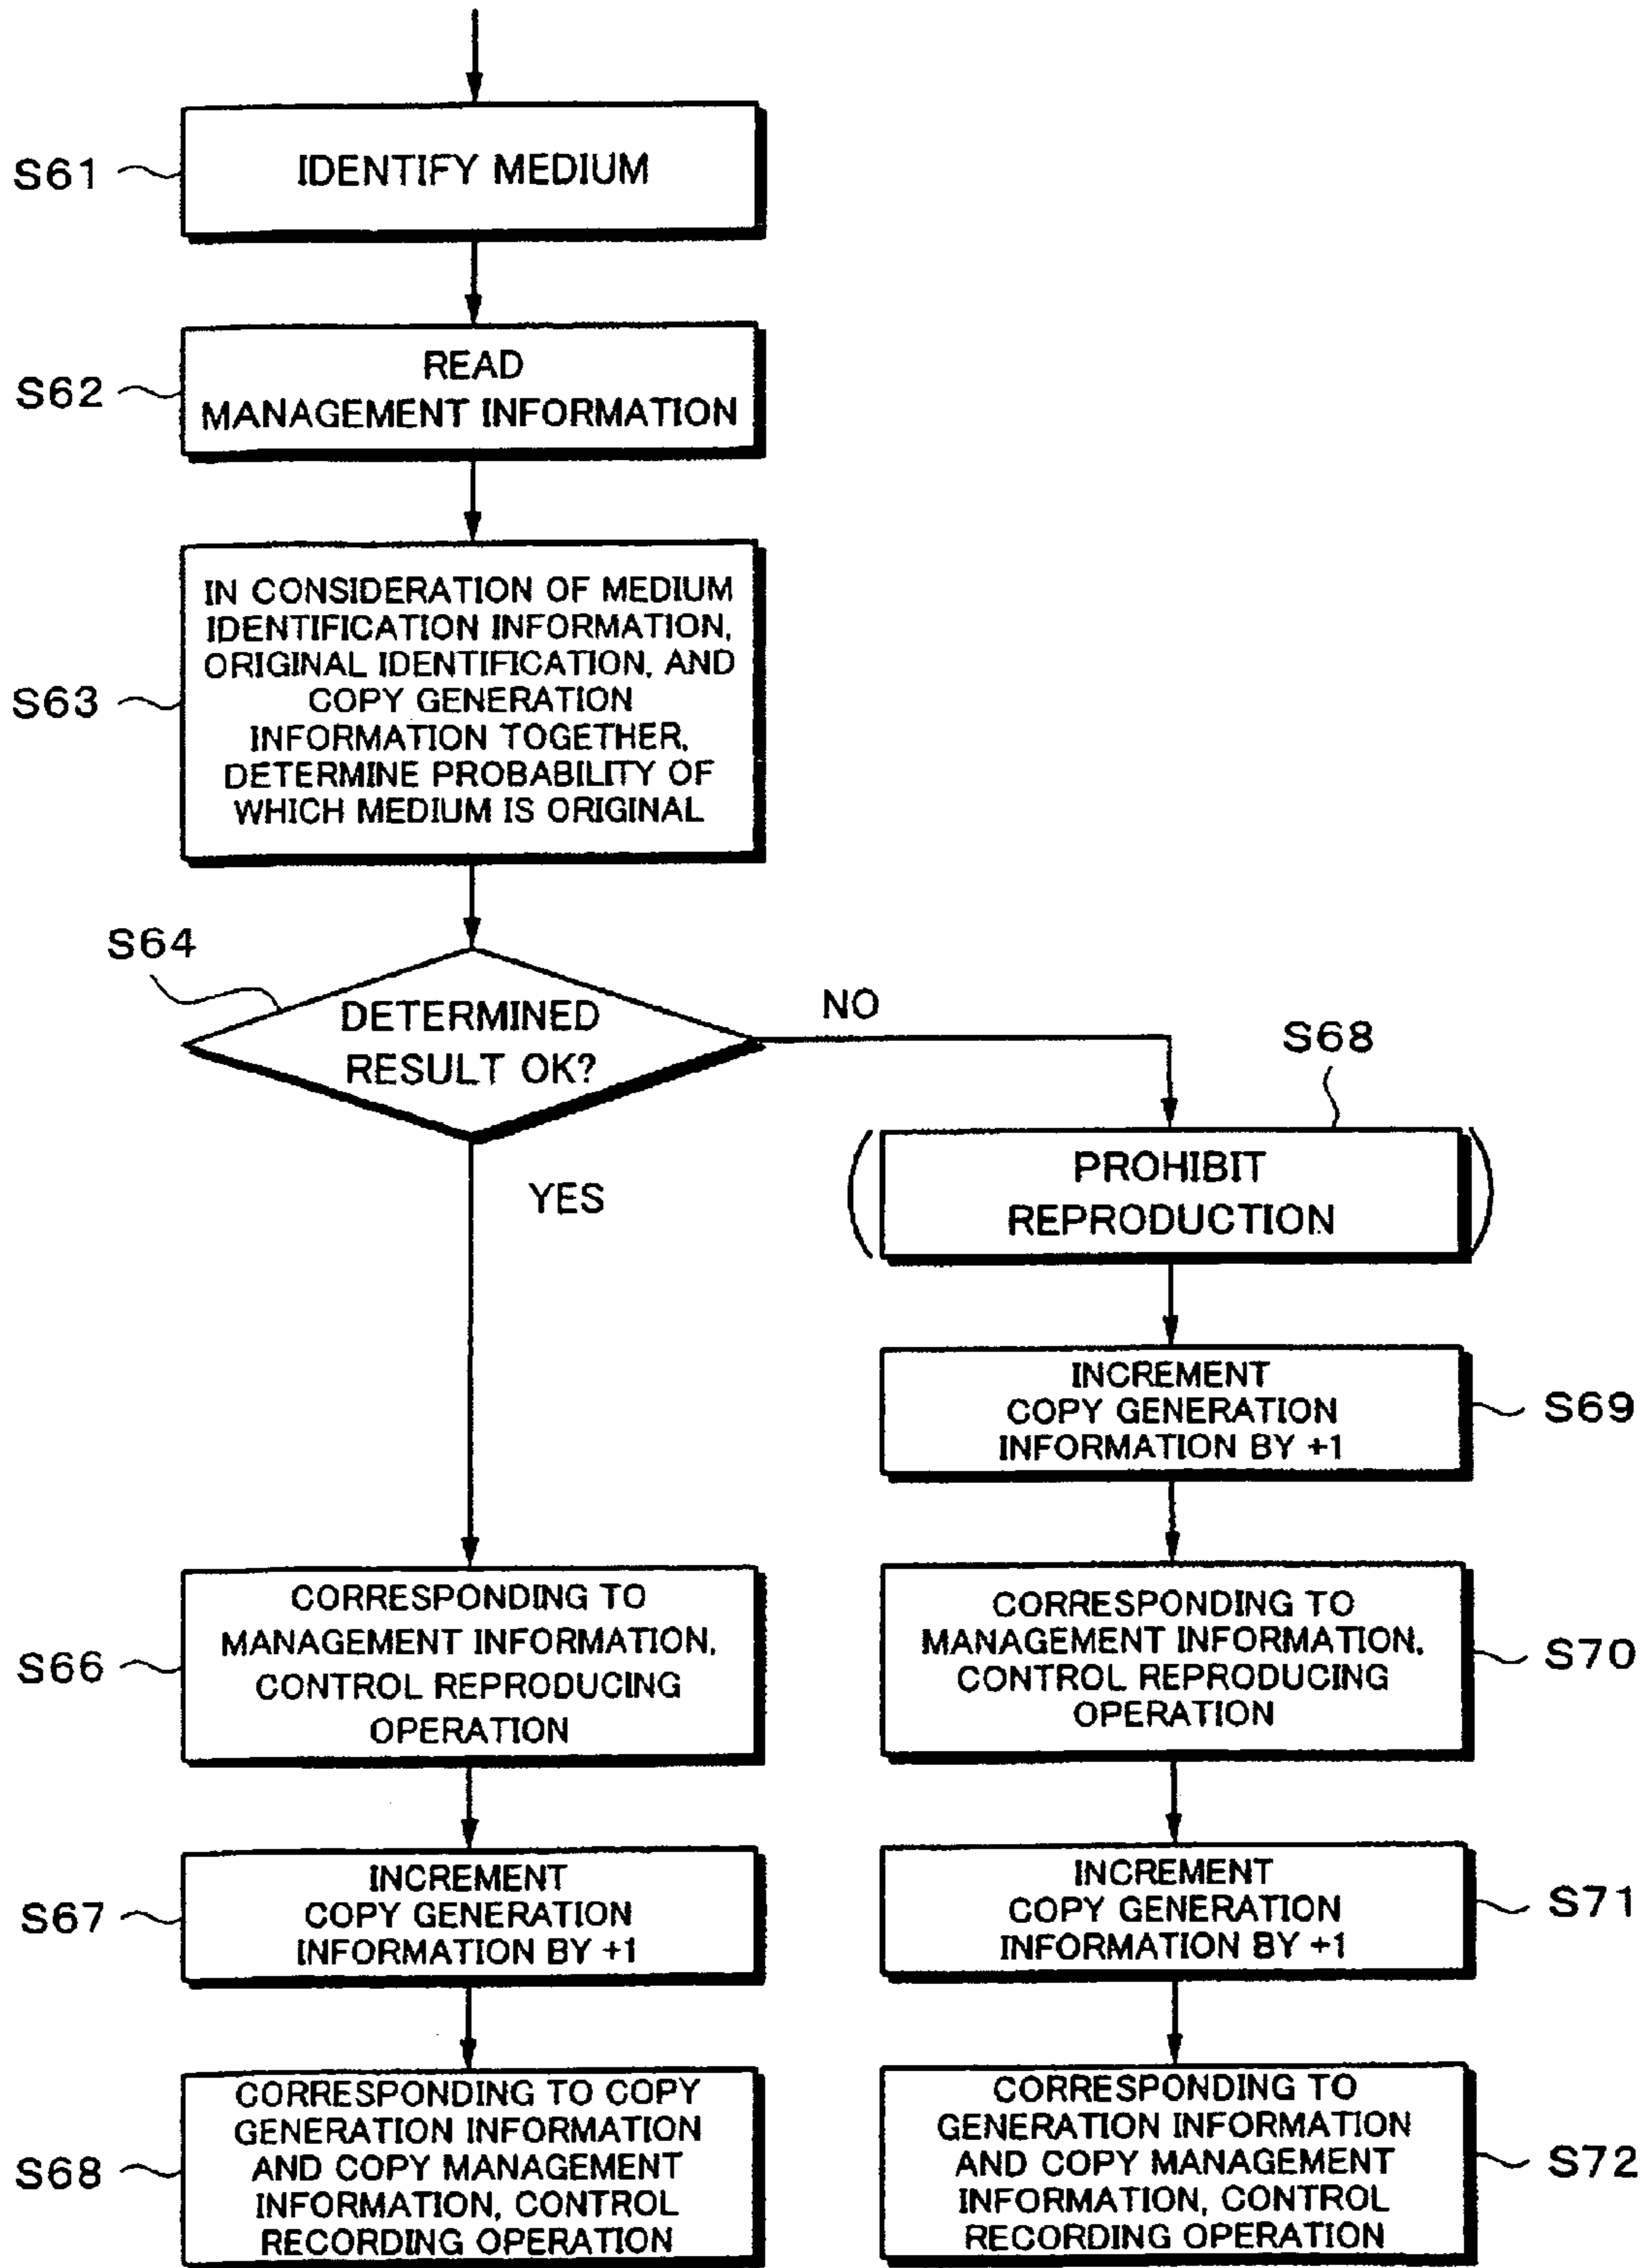 S61
IDENTIFY MEDIUM
S62
READ
MANAGEMENT INFORMATION
S63
IN CONSIDERATION OF MEDIUM
IDENTIFICATION INFORMATION,
ORIGINAL IDENTIFICATION, AND
COPY GENERATION
INFORMATION TOGETHER,
DETERMINE PROBABILITY OF
WHICH MEDIUM IS ORIGINAL
S64
DETERMINED
RESULT OK?
NO
YES
S68
PROHIBIT
REPRODUCTION
INCREMENT
COPY GENERATION
INFORMATION BY +1
S69
S66
CORRESPONDING TO
MANAGEMENT INFORMATION,
CONTROL REPRODUCING
OPERATION
CORRESPONDING TO
MANAGEMENT INFORMATION,
CONTROL REPRODUCING
OPERATION
S70
S67
INCREMENT
COPY GENERATION
INFORMATION BY +1
INCREMENT
COPY GENERATION
INFORMATION BY +1
S71
S68
CORRESPONDING TO COPY
GENERATION INFORMATION
AND COPY MANAGEMENT
INFORMATION, CONTROL
RECORDING OPERATION
CORRESPONDING TO
GENERATION INFORMATION
AND COPY MANAGEMENT
INFORMATION, CONTROL
RECORDING OPERATION
S72